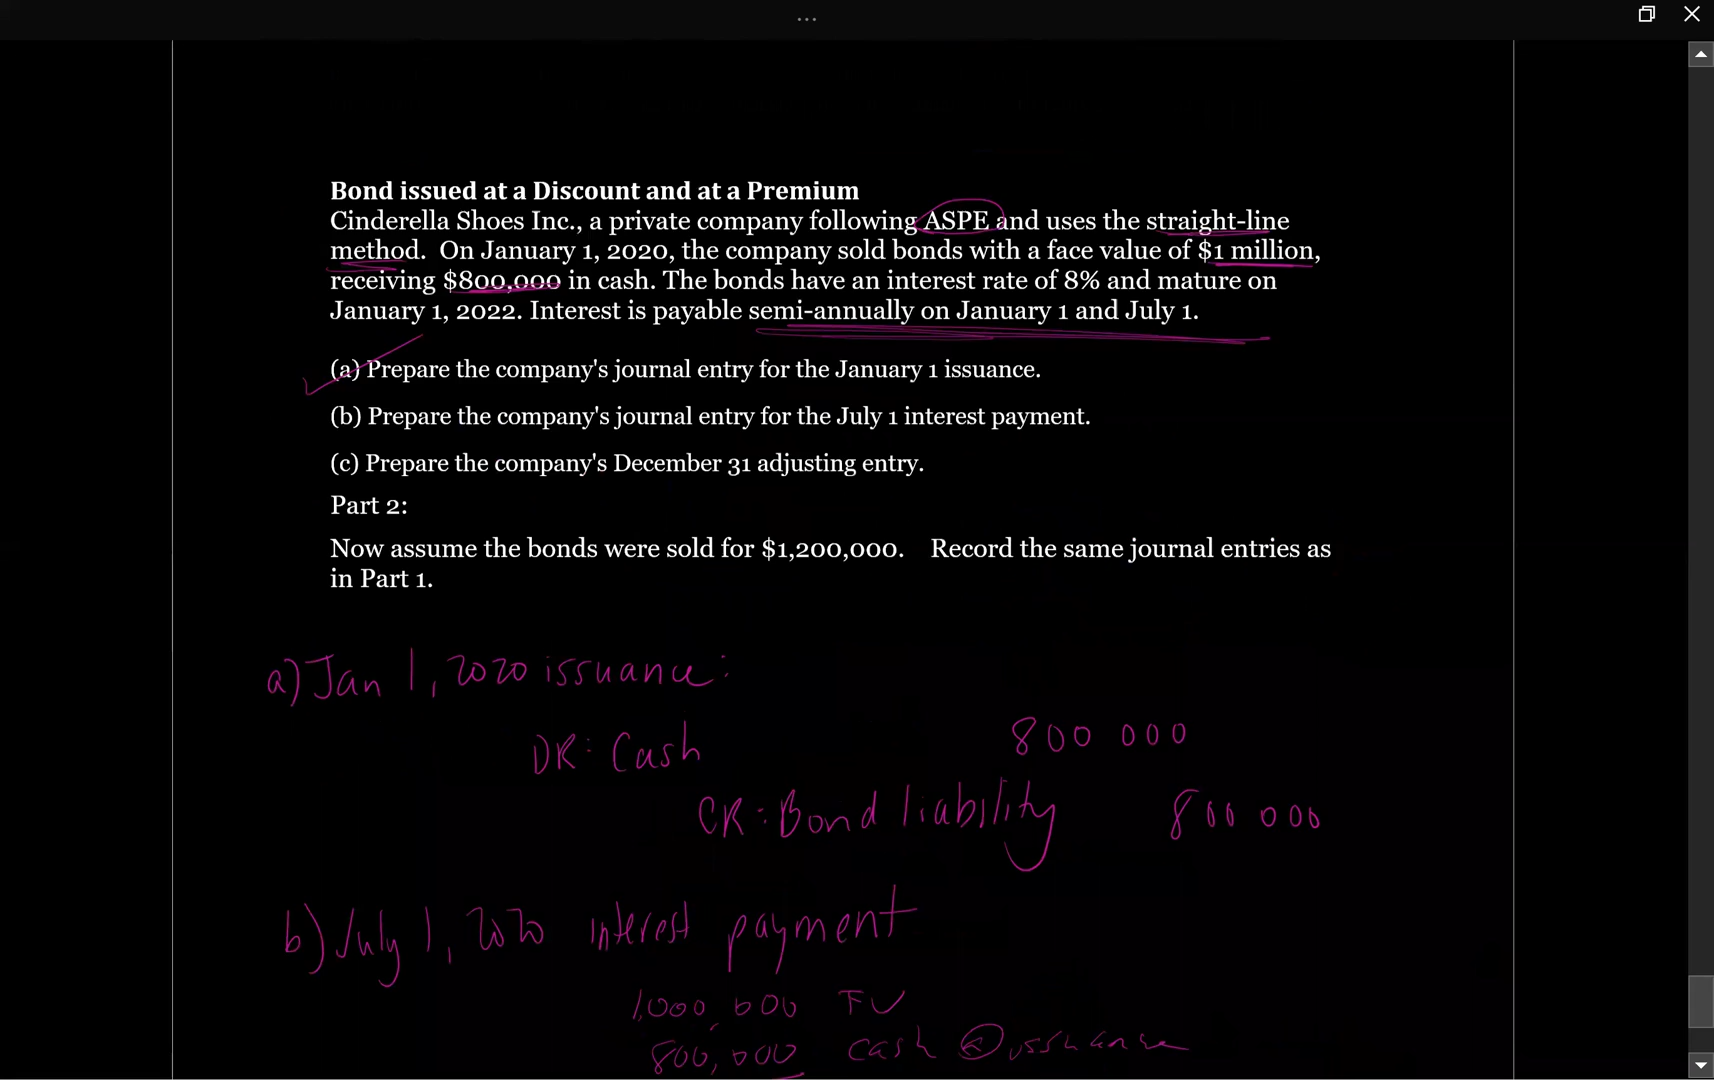 Bond issued at a Discount and at a Premium
Cinderella Shoes Inc., a private company following ASPE and uses the straight-line
method.  On January 1, 2020, the company sold bonds with a face value of $1 million,
receiving $800,000 in cash. The bonds have an interest rate of 8% and mature on
January 1, 2022. Interest is payable semi-annually on January 1 and July 1.
(a) Prepare the company's journal entry for the January 1 issuance.
(b) Prepare the company's journal entry for the July 1 interest payment.
(c) Prepare the company's December 31 adjusting entry.
Part 2:
Now assume the bonds were sold for $1,200,000.   Record the same journal entries as
in Part 1.
a) Jan 1, 2020 issuance:
DR: Cash 800 000
CR: Bond liability 800 000
b) July 1, 2020 interest payment
1,000,000 FV
800,000 cash @ issuance